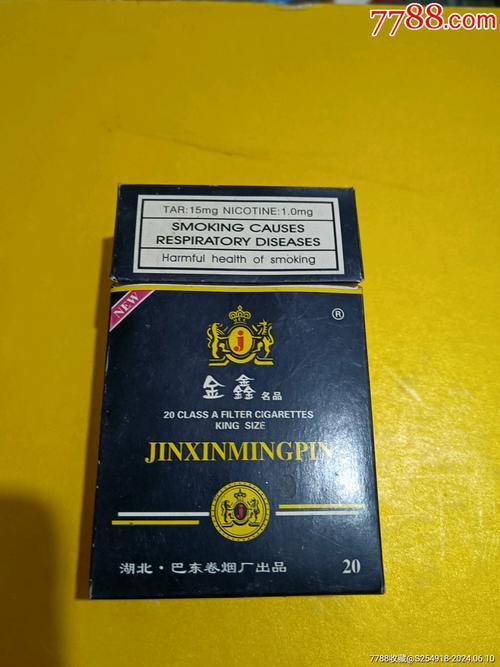 7788.com
TAR:15mg NICOTINE:1.0mg
SMOKING CAUSES
RESPIRATORY DISEASES
Harmful health of smoking
NEW
®
j
金鑫名品
20 CLASS A FILTER CIGARETTES
KING SIZE
JINXINMINGPIN
j
湖北·巴东卷烟厂出品 20
7788收藏@S254918-2024.06.10